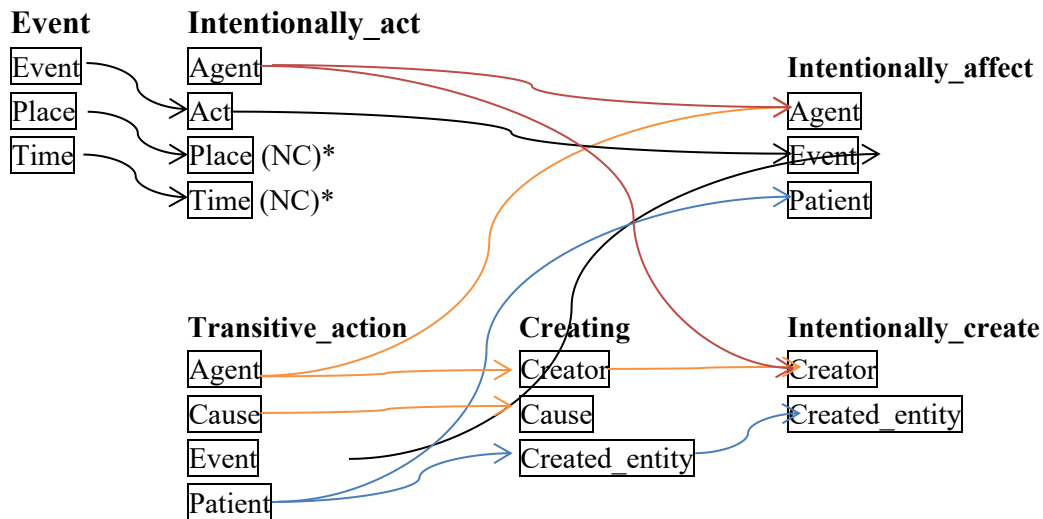 Event
Event
Place
Time
Intentionally_act
Agent
Act
Place (NC)*
Time (NC)*
Intentionally_affect
Agent
Event
Patient
Transitive_action
Agent
Cause
Event
Patient
Creating
Creator
Cause
Created_entity
Intentionally_create
Creator
Created_entity